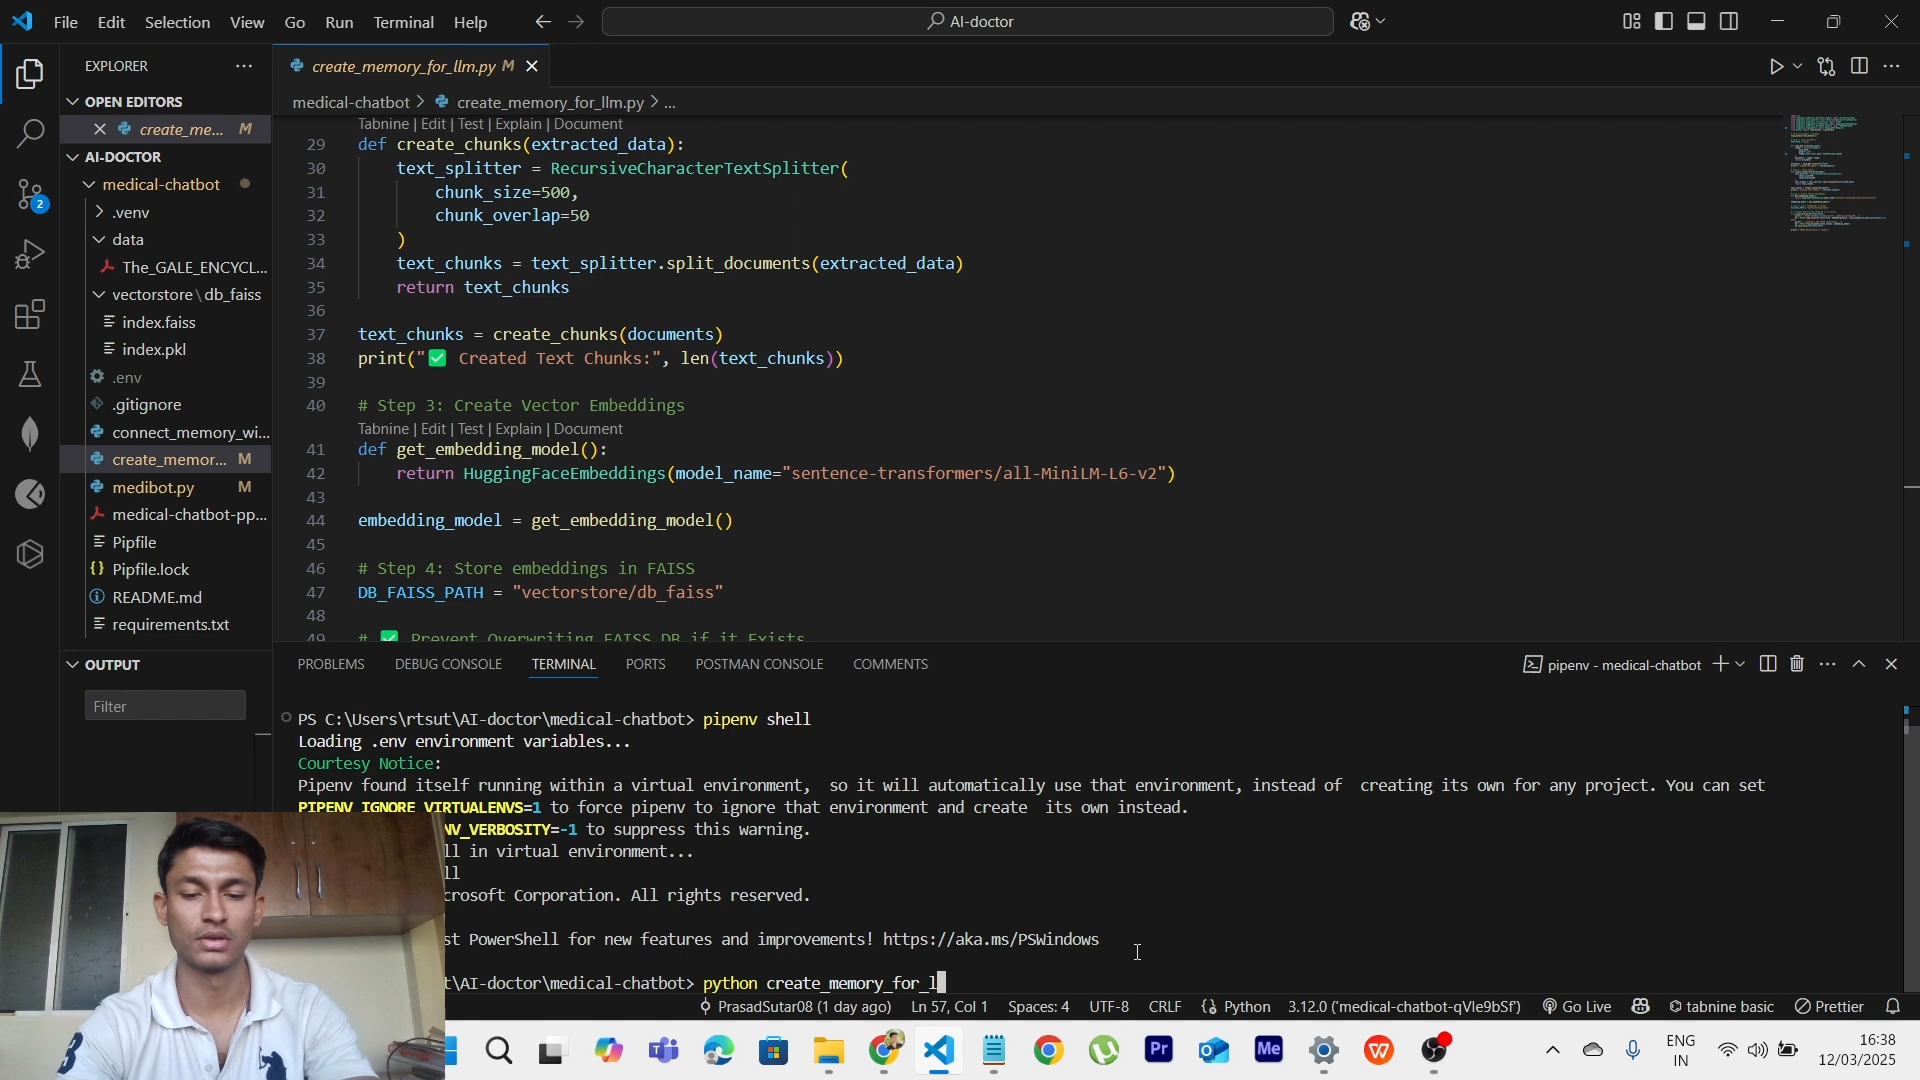 File Edit Selection View Go Run Terminal Help
AI-doctor
EXPLORER
OPEN EDITORS
create_me... M
AI-DOCTOR
medical-chatbot
.venv
data
The_GALE_ENCYCL...
vectorstore\db_faiss
index.faiss
index.pkl
.env
.gitignore
connect_memory_wi...
create_memor... M
medibot.py M
medical-chatbot-pp...
Pipfile
Pipfile.lock
README.md
requirements.txt
OUTPUT
Filter
2
create_memory_for_llm.py M
medical-chatbot > create_memory_for_llm.py > ...
Tabnine | Edit | Test | Explain | Document
29 def create_chunks(extracted_data):
30 text_splitter = RecursiveCharacterTextSplitter(
31 chunk_size=500,
32 chunk_overlap=50
33 )
34 text_chunks = text_splitter.split_documents(extracted_data)
35 return text_chunks
36
37 text_chunks = create_chunks(documents)
38 print("✅ Created Text Chunks:", len(text_chunks))
39
40 # Step 3: Create Vector Embeddings
Tabnine | Edit | Test | Explain | Document
41 def get_embedding_model():
42 return HuggingFaceEmbeddings(model_name="sentence-transformers/all-MiniLM-L6-v2")
43
44 embedding_model = get_embedding_model()
45
46 # Step 4: Store embeddings in FAISS
47 DB_FAISS_PATH = "vectorstore/db_faiss"
48
49 # ✅ Prevent Overwriting FAISS DB if it Exists
PROBLEMS DEBUG CONSOLE TERMINAL PORTS POSTMAN CONSOLE COMMENTS
pipenv - medical-chatbot
PS C:\Users\rtsut\AI-doctor\medical-chatbot> pipenv shell
Loading .env environment variables...
Courtesy Notice:
Pipenv found itself running within a virtual environment, so it will automatically use that environment, instead of creating its own for any project. You can set
PIPENV_IGNORE_VIRTUALENVS=1 to force pipenv to ignore that environment and create its own instead.
NV_VERBOSITY=-1 to suppress this warning.
ll in virtual environment...
ll
crosoft Corporation. All rights reserved.
st PowerShell for new features and improvements! https://aka.ms/PSWindows
t\AI-doctor\medical-chatbot> python create_memory_for_l
PrasadSutar08 (1 day ago) Ln 57, Col 1 Spaces: 4 UTF-8 CRLF {} Python 3.12.0 ('medical-chatbot-qVle9bSf') Go Live tabnine basic Prettier
Pr
Me
ENG
IN
16:38
12/03/2025
3